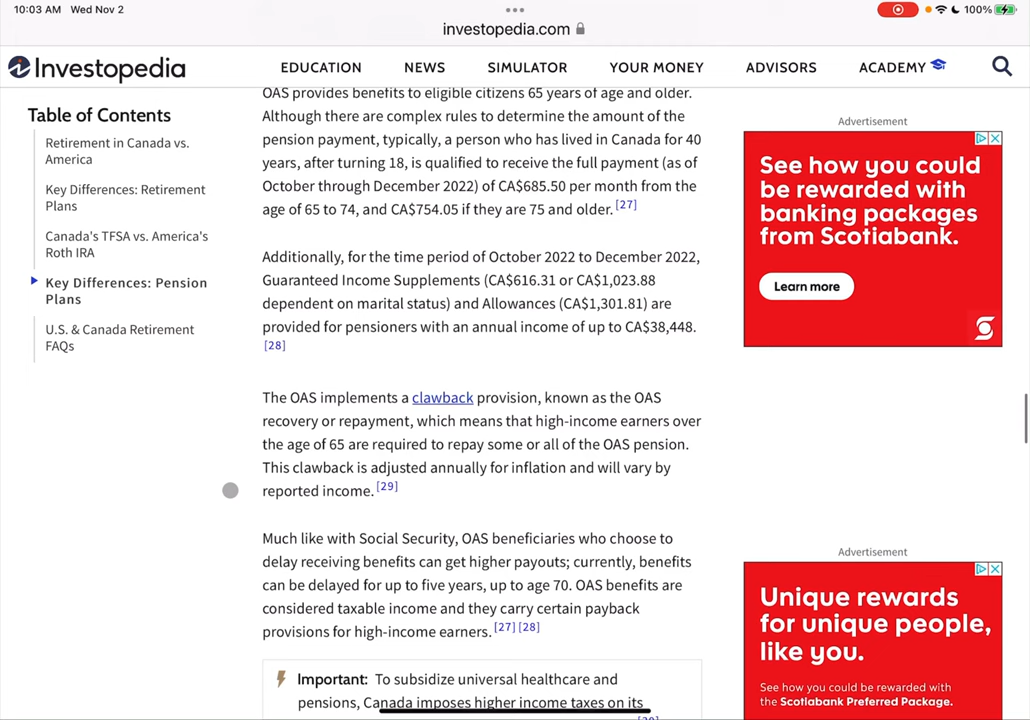 10:03 AM Wed Nov 2
100%
investopedia.com
Investopedia
EDUCATION NEWS SIMULATOR YOUR MONEY ADVISORS ACADEMY
Table of Contents
Retirement in Canada vs.
America
Key Differences: Retirement
Plans
Canada's TFSA vs. America's
Roth IRA
Key Differences: Pension
Plans
U.S. & Canada Retirement
FAQs
OAS provides benefits to eligible citizens 65 years of age and older.
Although there are complex rules to determine the amount of the
pension payment, typically, a person who has lived in Canada for 40
years, after turning 18, is qualified to receive the full payment (as of
October through December 2022) of CA$685.50 per month from the
age of 65 to 74, and CA$754.05 if they are 75 and older. [27]
Additionally, for the time period of October 2022 to December 2022,
Guaranteed Income Supplements (CA$616.31 or CA$1,023.88
dependent on marital status) and Allowances (CA$1,301.81) are
provided for pensioners with an annual income of up to CA$38,448.
[28]
The OAS implements a clawback provision, known as the OAS
recovery or repayment, which means that high-income earners over
the age of 65 are required to repay some or all of the OAS pension.
This clawback is adjusted annually for inflation and will vary by
reported income. [29]
Much like with Social Security, OAS beneficiaries who choose to
delay receiving benefits can get higher payouts; currently, benefits
can be delayed for up to five years, up to age 70. OAS benefits are
considered taxable income and they carry certain payback
provisions for high-income earners. [27] [28]
Important: To subsidize universal healthcare and
pensions, Canada imposes higher income taxes on its
Advertisement
See how you could
be rewarded with
banking packages
from Scotiabank.
Learn more
Advertisement
Unique rewards
for unique people,
like you.
See how you could be rewarded with
the Scotiabank Preferred Package.